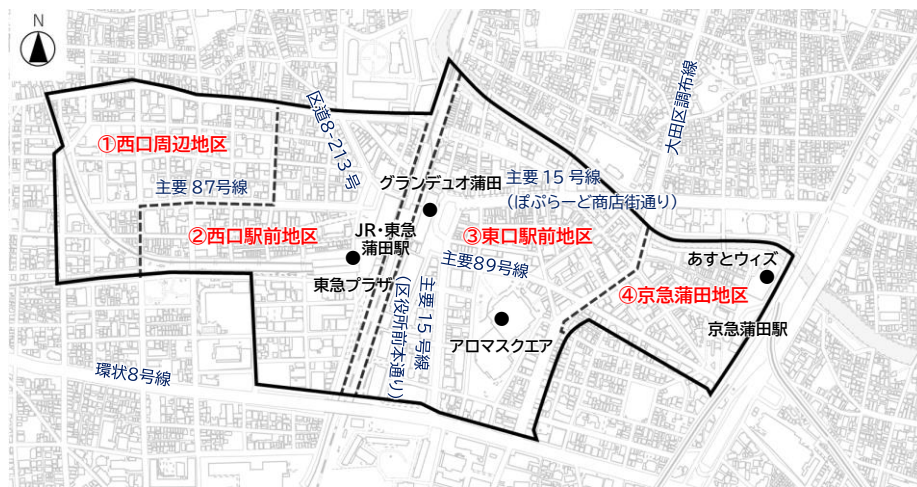 N
①西口周辺地区
主要87号線
②西口駅前地区
区道8-213号
グランデュオ蒲田
JR・東急
蒲田駅
東急プラザ
主要15号線
(区役所前本通り)
大田区調布線
主要15号線
(ぽぷらーど商店街通り)
③東口駅前地区
主要89号線
アロマスクエア
あすとウィズ
④京急蒲田地区
京急蒲田駅
環状8号線